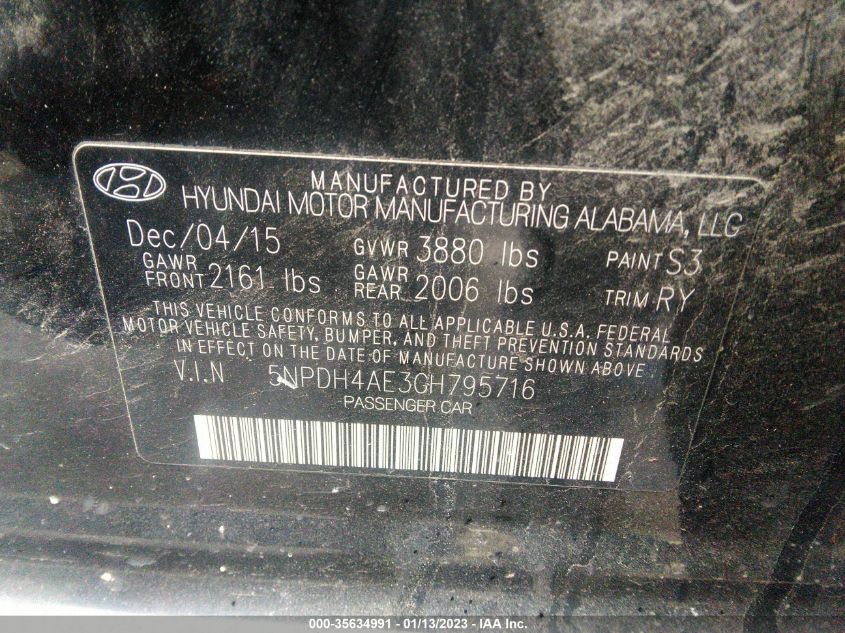 MANUFACTURED BY
HYUNDAI MOTOR MANUFACTURING ALABAMA, LLC
Dec/04/15 GVWR 3880 lbs PAINT S3
GAWR FRONT 2161 lbs GAWR REAR 2006 lbs TRIM RY
THIS VEHICLE CONFORMS TO ALL APPLICABLE U.S.A. FEDERAL
MOTOR VEHICLE SAFETY, BUMPER, AND THEFT PREVENTION STANDARDS
IN EFFECT ON THE DATE OF MANUFACTURE SHOWN ABOVE
V.I.N 5NPDH4AE3GH795716
PASSENGER CAR
000-35634991 - 01/13/2023 - IAA Inc.